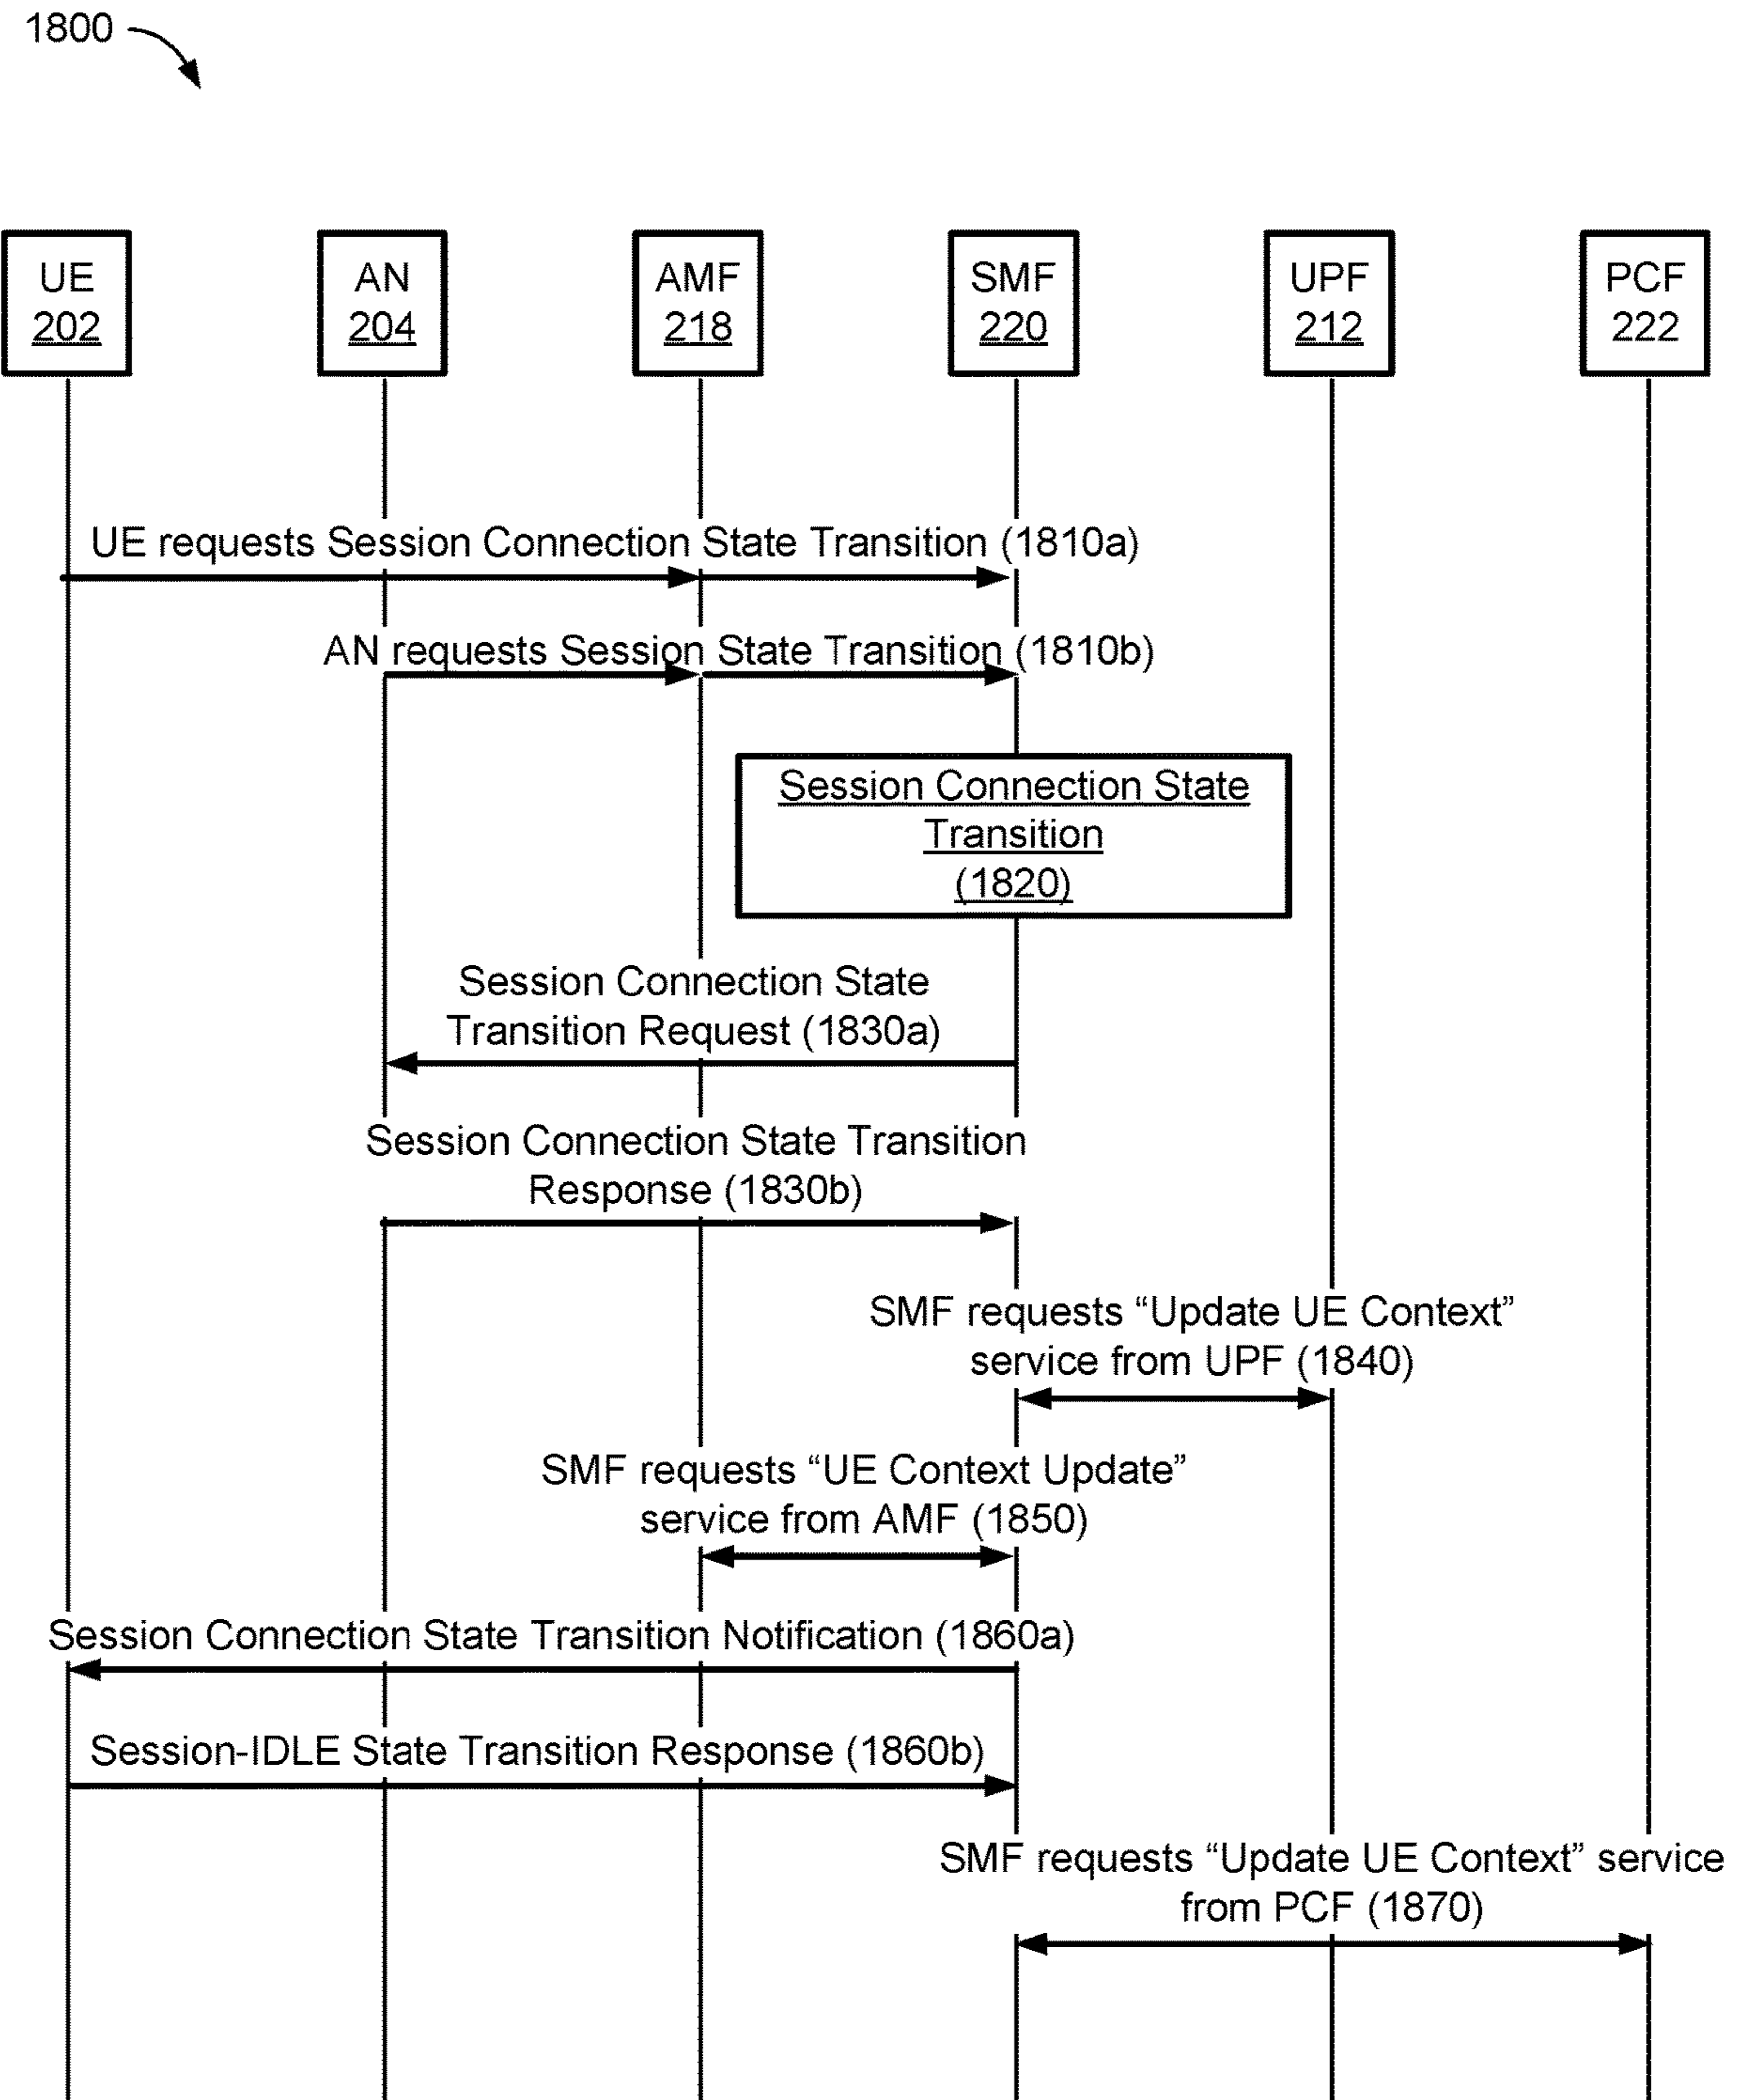 1800
UE
202
AN
204
AMF
218
SMF
220
UPF
212
PCF
222
UE requests Session Connection State Transition (1810a)
AN requests Session State Transition (1810b)
Session Connection State
Transition
(1820)
Session Connection State
Transition Request (1830a)
Session Connection State Transition
Response (1830b)
SMF requests “Update UE Context”
service from UPF (1840)
SMF requests “UE Context Update”
service from AMF (1850)
Session Connection State Transition Notification (1860a)
Session-IDLE State Transition Response (1860b)
SMF requests “Update UE Context” service
from PCF (1870)